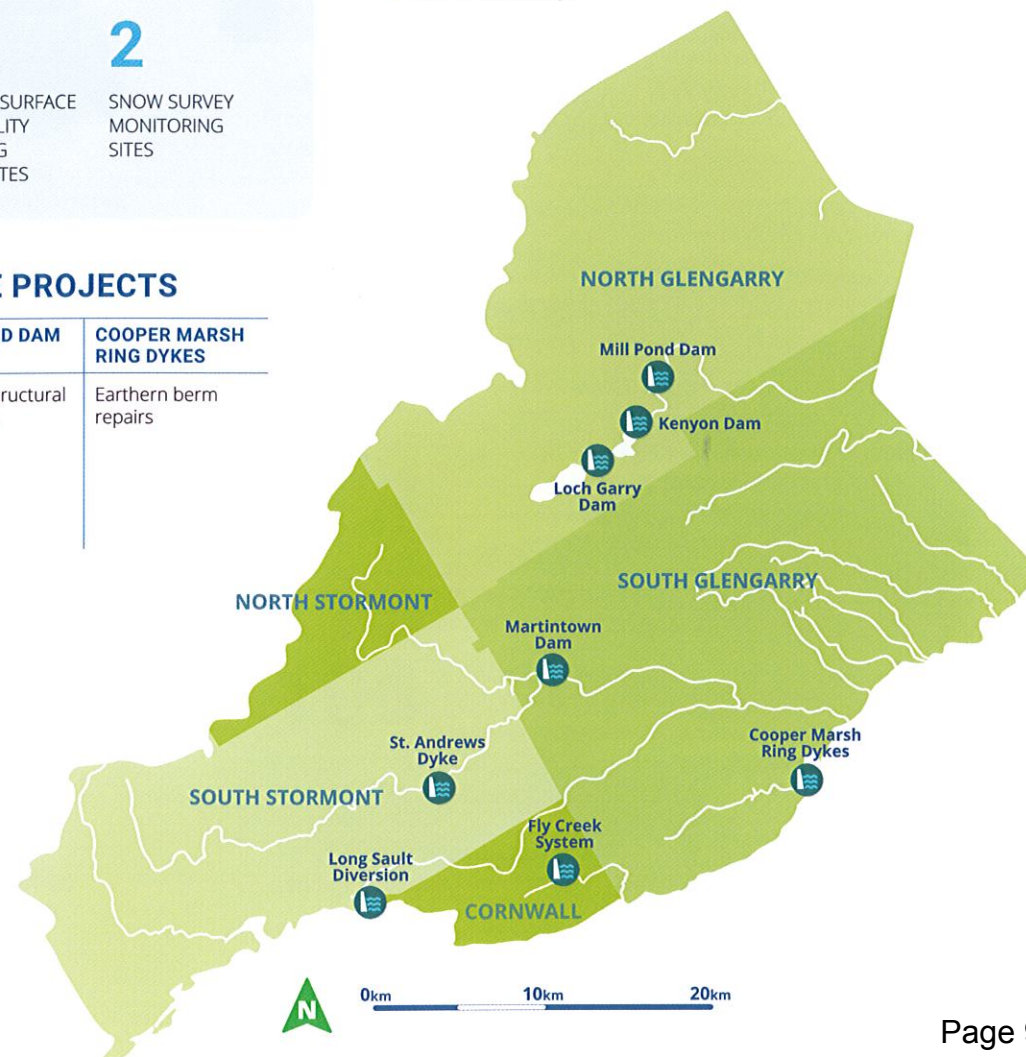 2
SURFACE
LITY
G
TES
SNOW SURVEY
MONITORING
SITES
E PROJECTS
D DAM
COOPER MARSH
RING DYKES
ructural
Earthern berm
repairs
NORTH GLENGARRY
Mill Pond Dam
Kenyon Dam
Loch Garry
Dam
SOUTH GLENGARRY
NORTH STORMONT
Martintown
Dam
St. Andrews
Dyke
Cooper Marsh
Ring Dykes
SOUTH STORMONT
Fly Creek
System
Long Sault
Diversion
CORNWALL
N
0km
10km
20km
Page 9